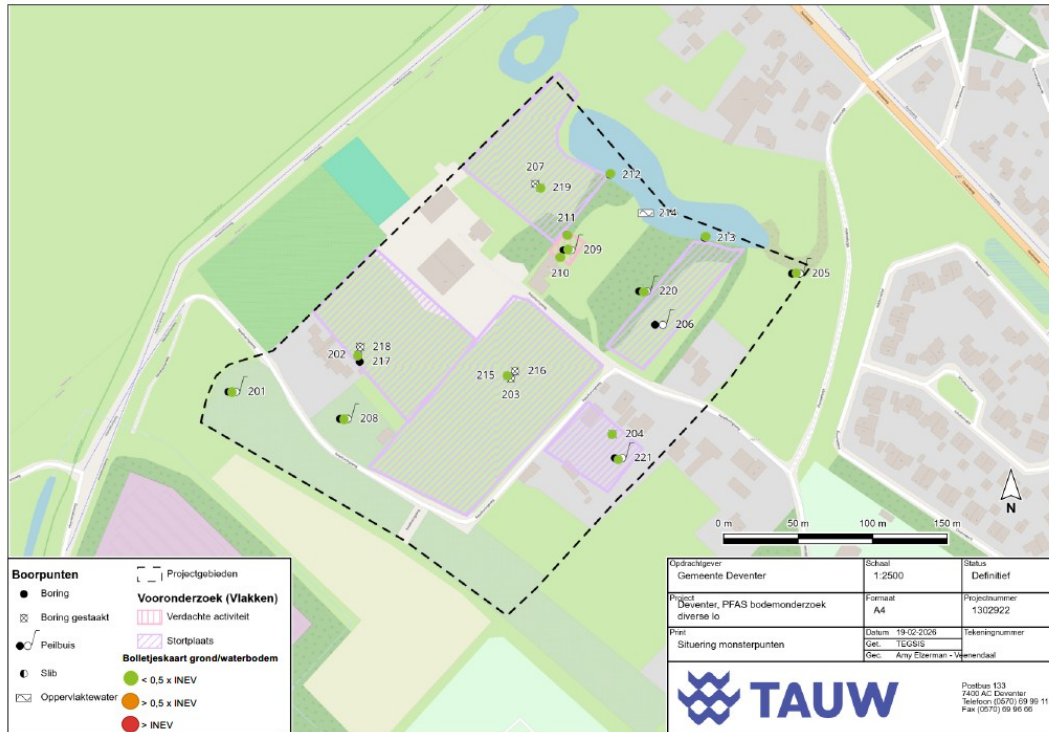 207
219
212
211
214
209
213
210
205
220
206
218
202
217
215
216
203
201
208
204
221
N
0 m 50 m 100 m 150 m
Boorpunten
Boring
Boring gestaakt
Peilbuis
Slib
Oppervlaktewater
Projectgebieden
Vooronderzoek (Vlakken)
Verdachte activiteit
Stortplaats
Bolletjeskaart grond/waterbodem
< 0,5 x INEV
> 0,5 x INEV
> INEV
Opdrachtgever
Gemeente Deventer
Schaal
1:2500
Status
Definitief
Project
Deventer, PFAS bodemonderzoek
diverse lo
Formaat
A4
Projectnummer
1302922
Print
Situering monsterpunten
Datum 19-02-2026
Get. TEGSIS
Gec. Amy Elzerman - Veenendaal
Tekeningnummer
TAUW
Postbus 133
7400 AC Deventer
Telefoon (0570) 69 99 11
Fax (0570) 69 96 66